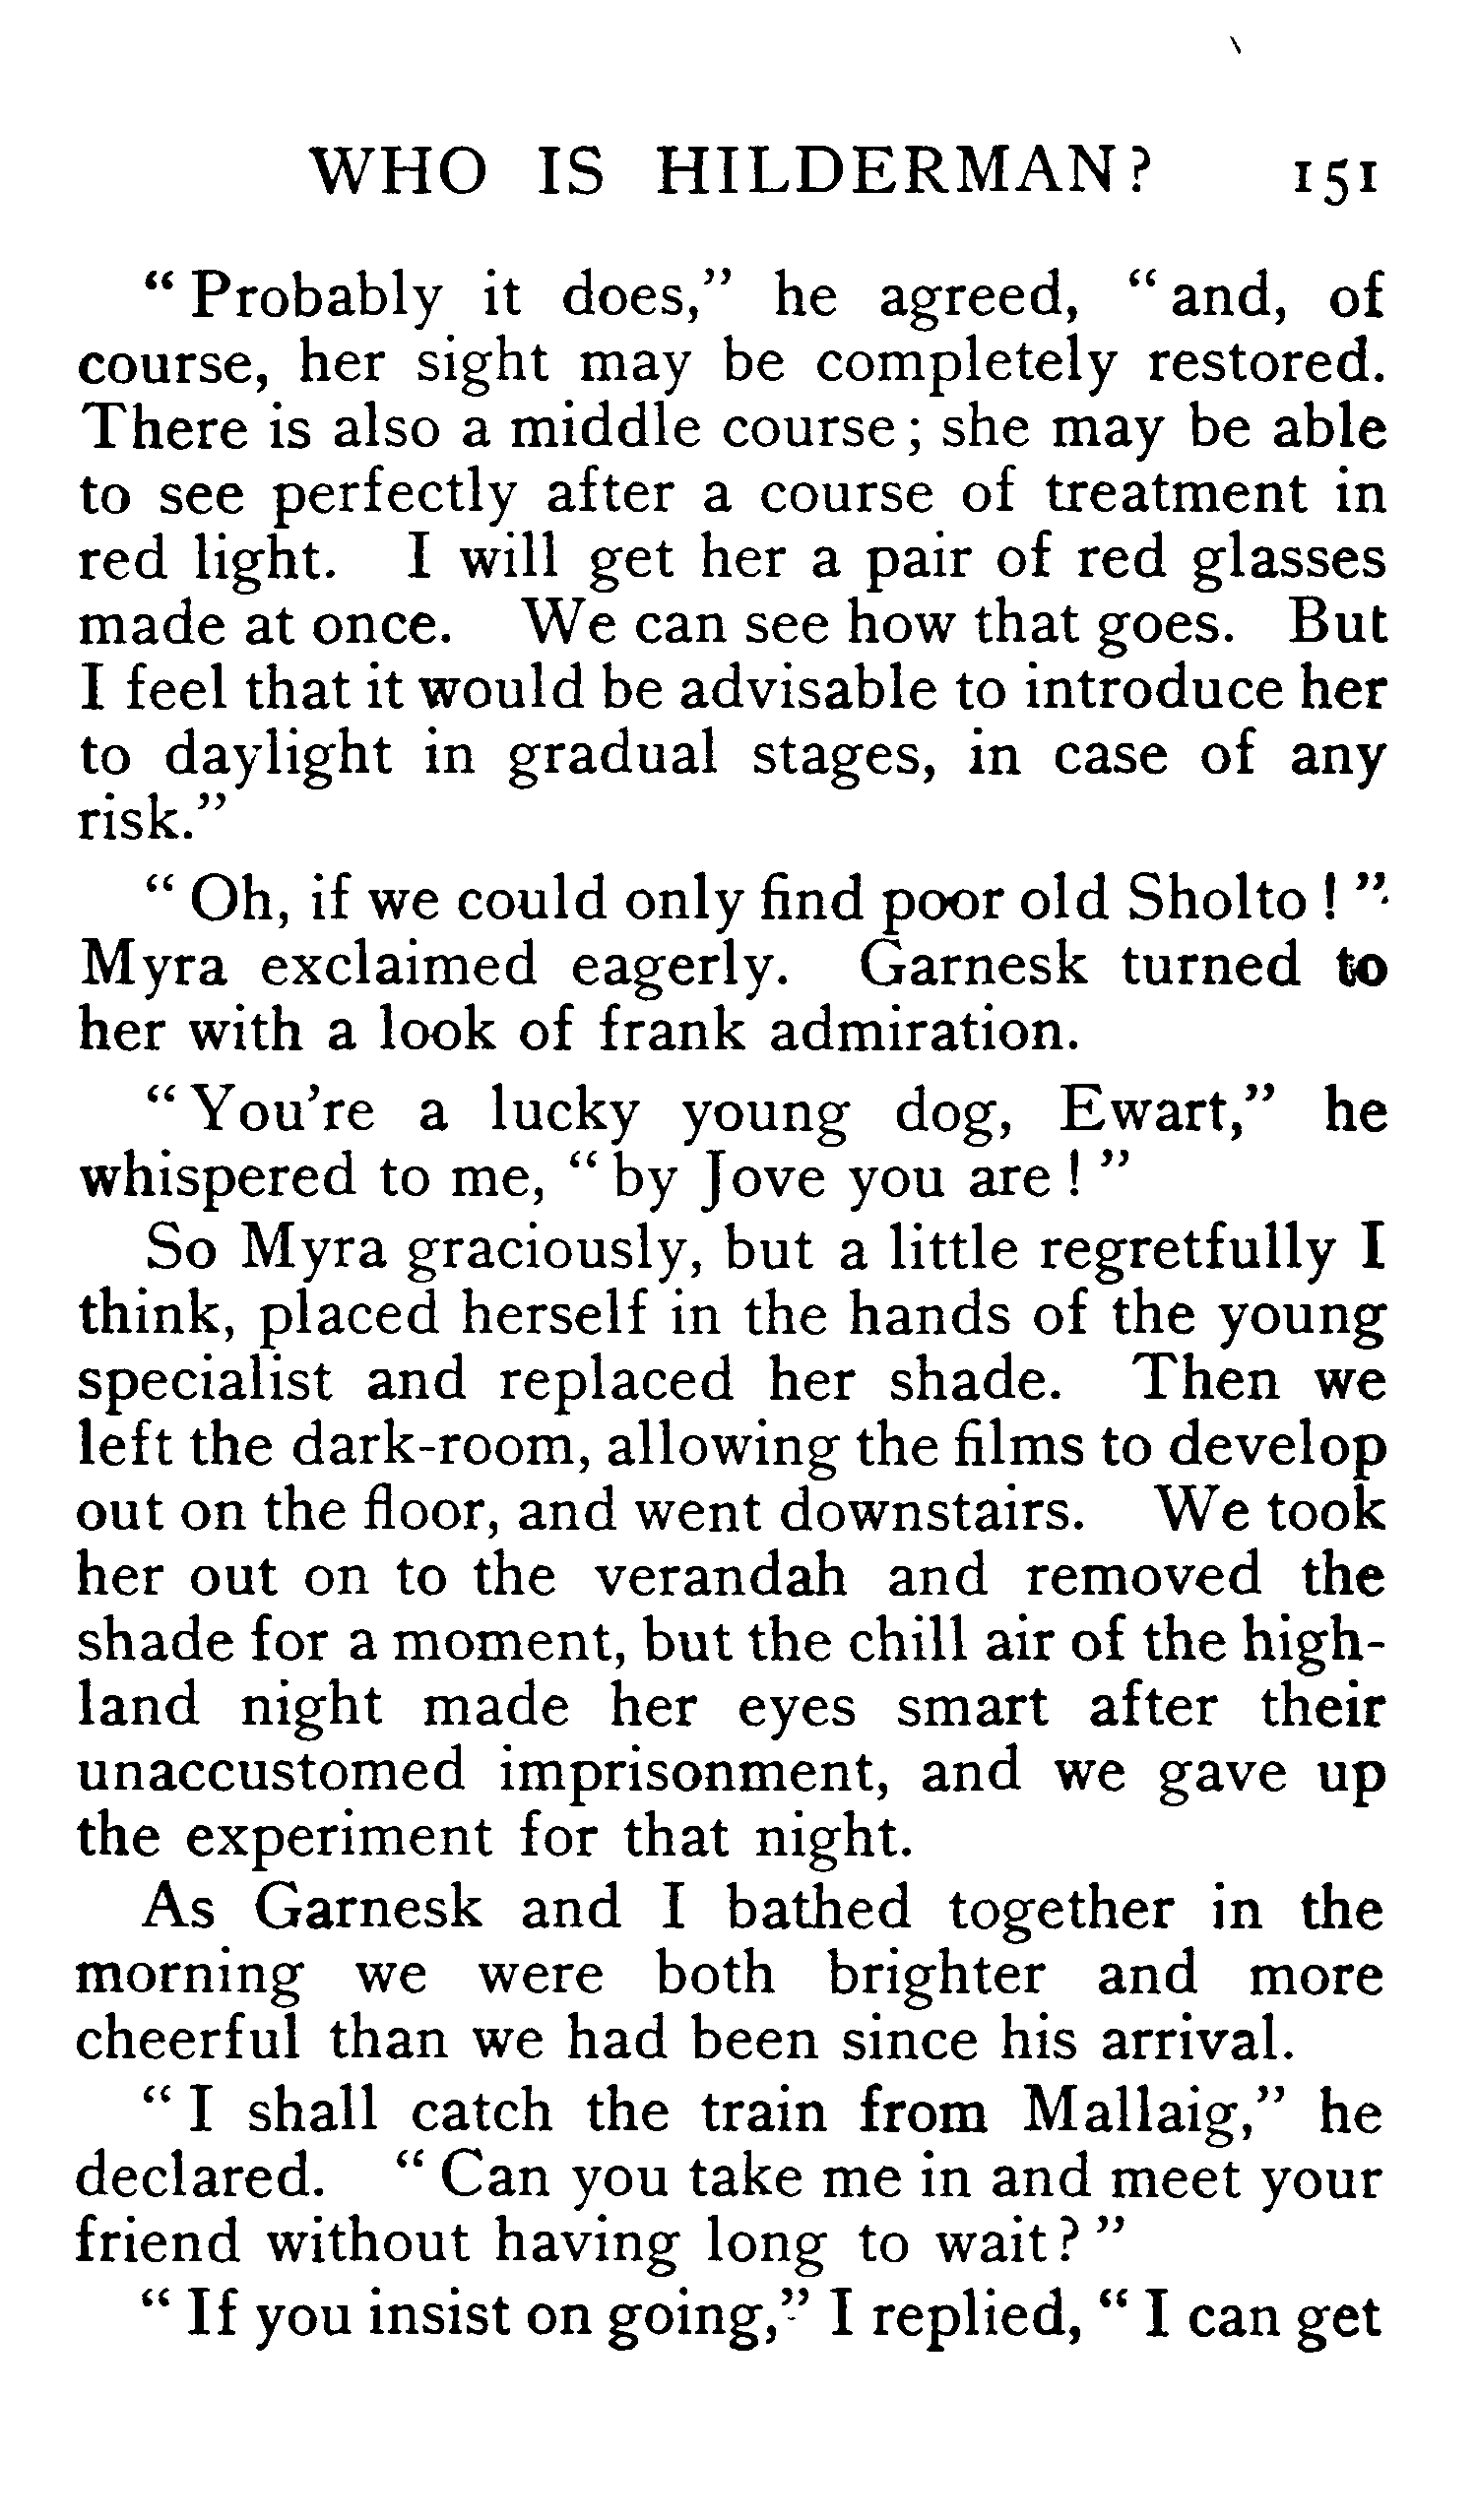 WHO IS HILDERMAN? 151
“ Probably it does,” he agreed, “ and, of
course, her sight may be completely restored.
There is also a middle course ; she may be able
to see perfectly after a course of treatment in
red light. I will get her a pair of red glasses
made at once. We can see how that goes. But
I feel that it would be advisable to introduce her
to daylight in gradual stages, in case of any
risk.”
“ Oh, if we could only find poor old Sholto ! ”
Myra exclaimed eagerly. Garnesk turned to
her with a look of frank admiration.
“ You're a lucky young dog, Ewart,” he
whispered to me, “ by Jove you are ! ”
So Myra graciously, but a little regretfully I
think, placed herself in the hands of the young
specialist and replaced her shade. Then we
left the dark-room, allowing the films to develop
out on the floor, and went downstairs. We took
her out on to the verandah and removed the
shade for a moment, but the chill air of the high-
land night made her eyes smart after their
unaccustomed imprisonment, and we gave up
the experiment for that night.
As Garnesk and I bathed together in the
morning we were both brighter and more
cheerful than we had been since his arrival.
“ I shall catch the train from Mallaig,” he
declared. “ Can you take me in and meet your
friend without having long to wait ? ”
“ If you insist on going,” I replied, “ I can get